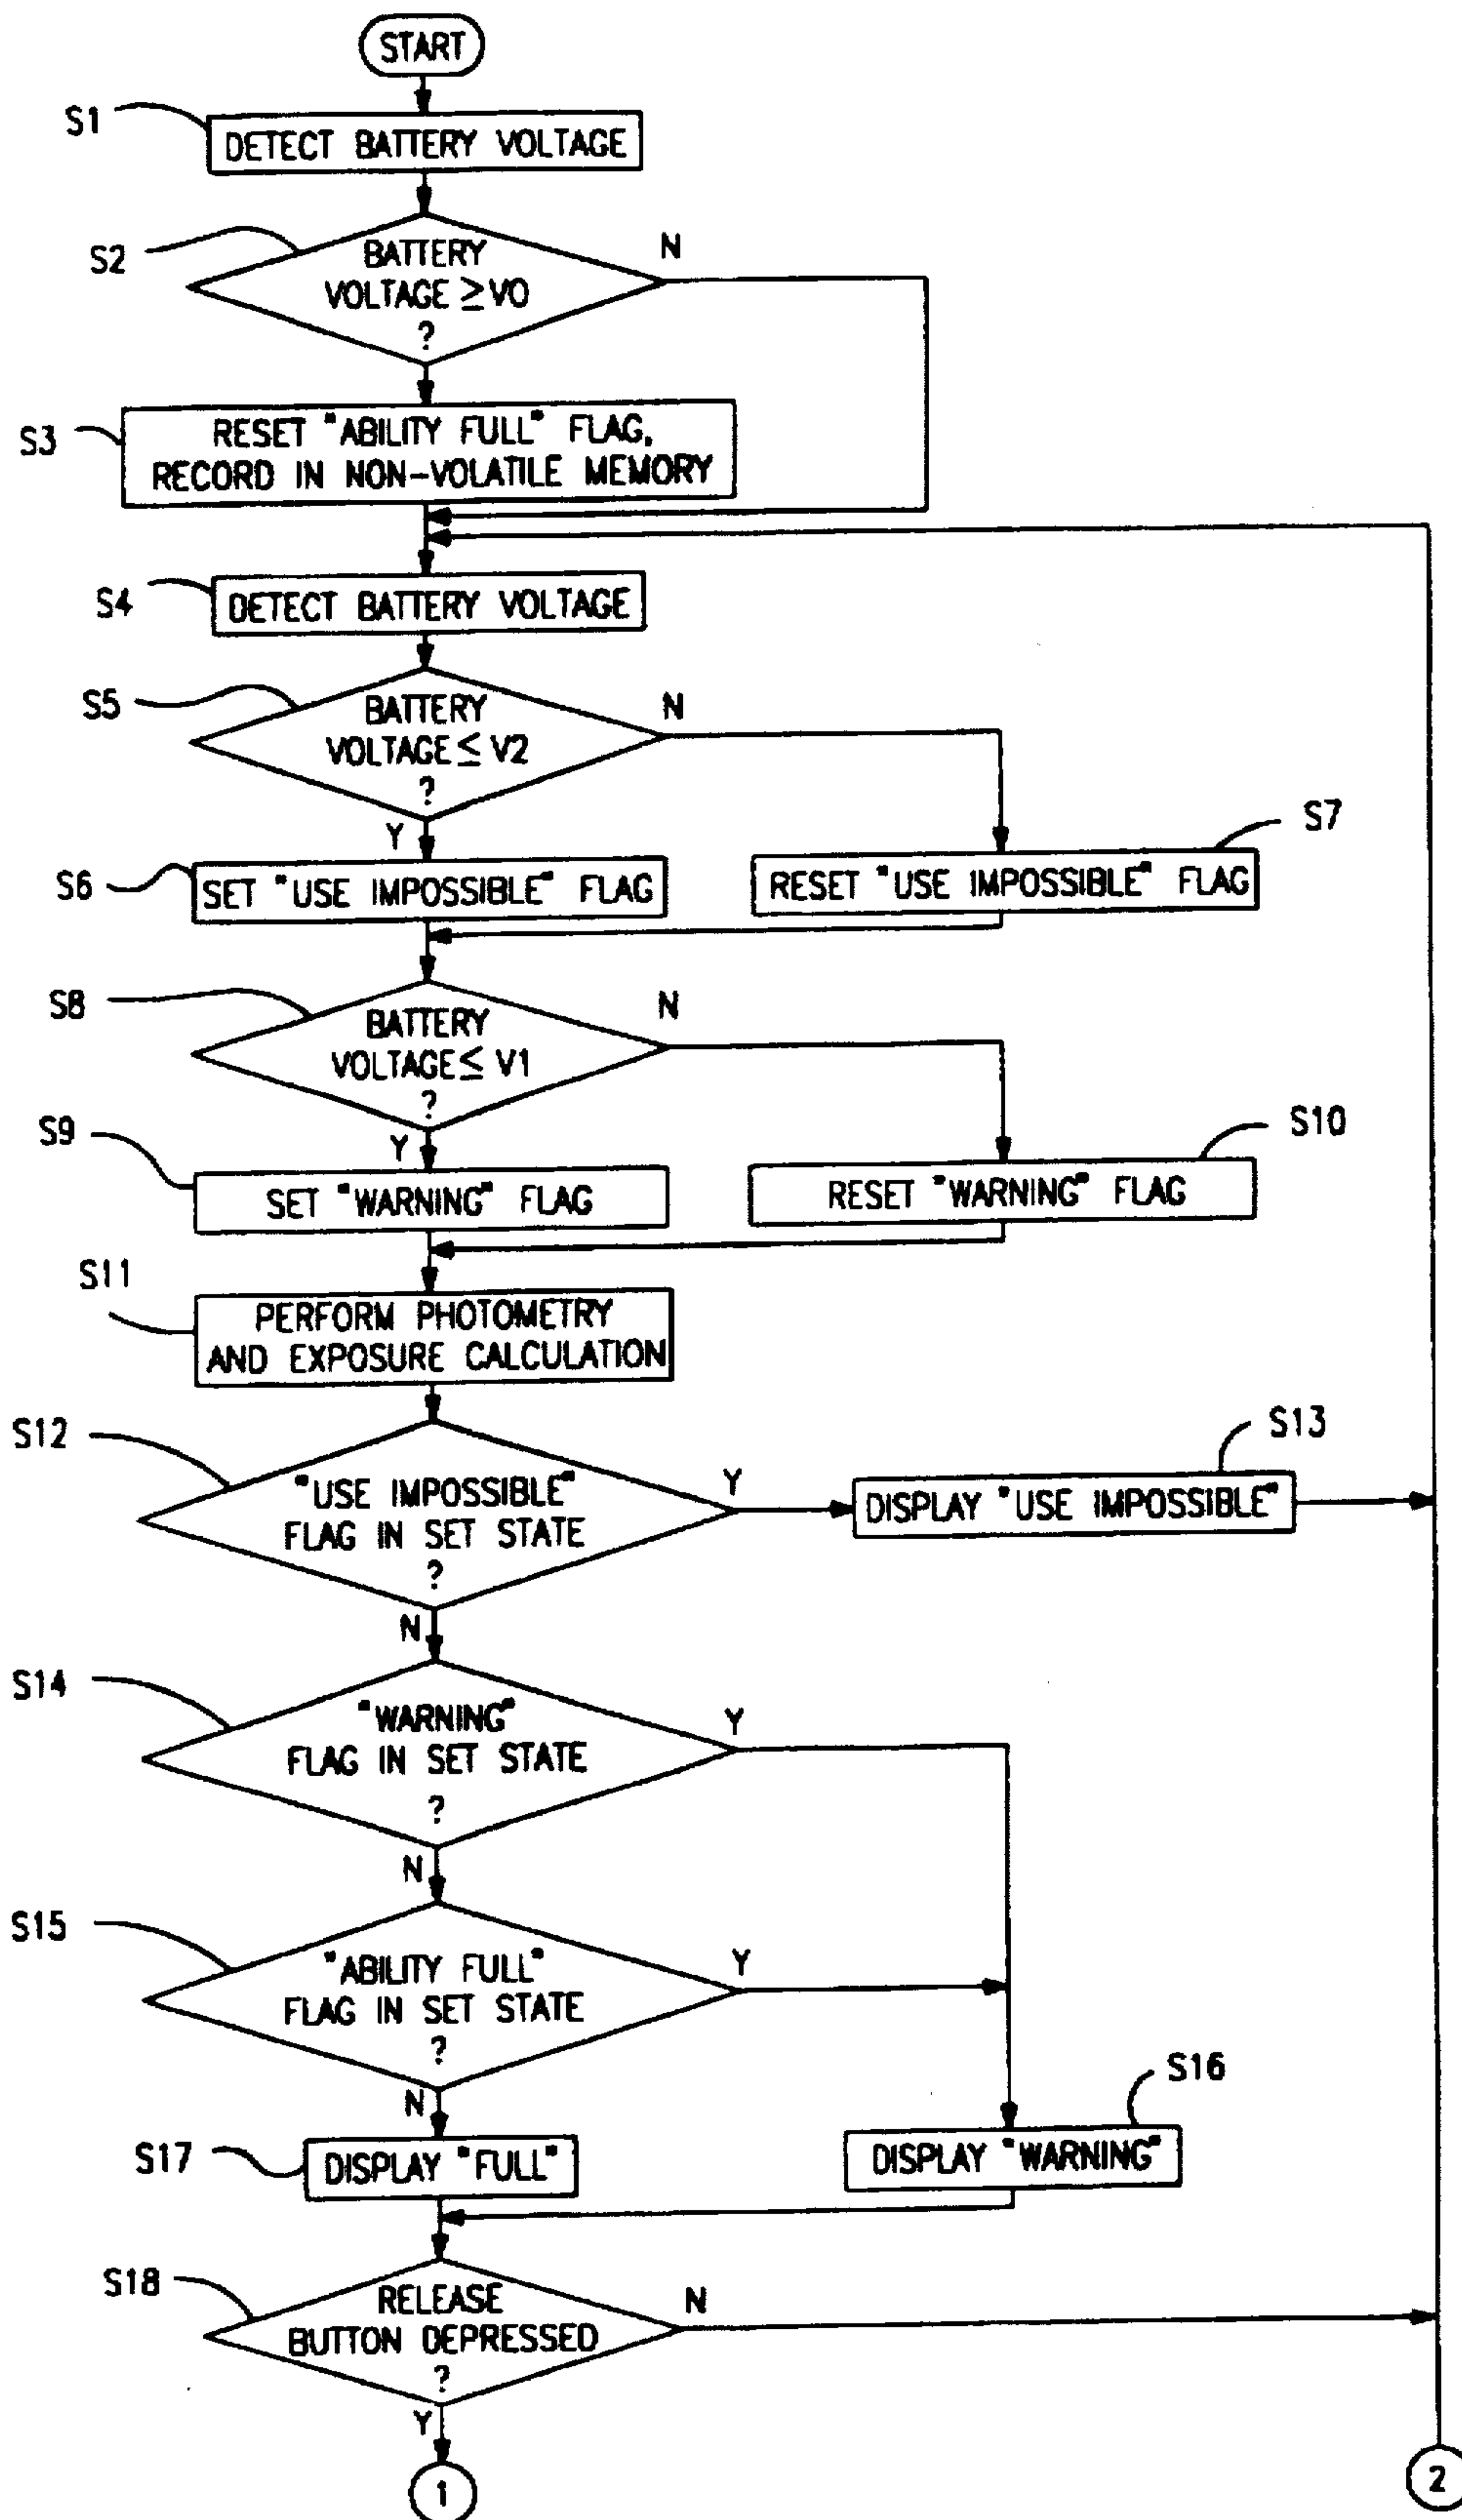 START
S1
DETECT BATTERY VOLTAGE
S2
BATTERY
VOLTAGE ≥ V0
?
N
S3
RESET "ABILITY FULL" FLAG,
RECORD IN NON-VOLATILE MEMORY
S4
DETECT BATTERY VOLTAGE
S5
BATTERY
VOLTAGE ≤ V2
?
N
Y
S6
SET "USE IMPOSSIBLE" FLAG
S7
RESET "USE IMPOSSIBLE" FLAG
S8
BATTERY
VOLTAGE ≤ V1
?
N
Y
S9
SET "WARNING" FLAG
S10
RESET "WARNING" FLAG
S11
PERFORM PHOTOMETRY
AND EXPOSURE CALCULATION
S12
"USE IMPOSSIBLE"
FLAG IN SET STATE
?
Y
S13
DISPLAY "USE IMPOSSIBLE"
N
S14
"WARNING"
FLAG IN SET STATE
?
Y
N
S15
"ABILITY FULL"
FLAG IN SET STATE
?
Y
N
S16
DISPLAY "WARNING"
S17
DISPLAY "FULL"
S18
RELEASE
BUTTON DEPRESSED
?
N
Y
1
2